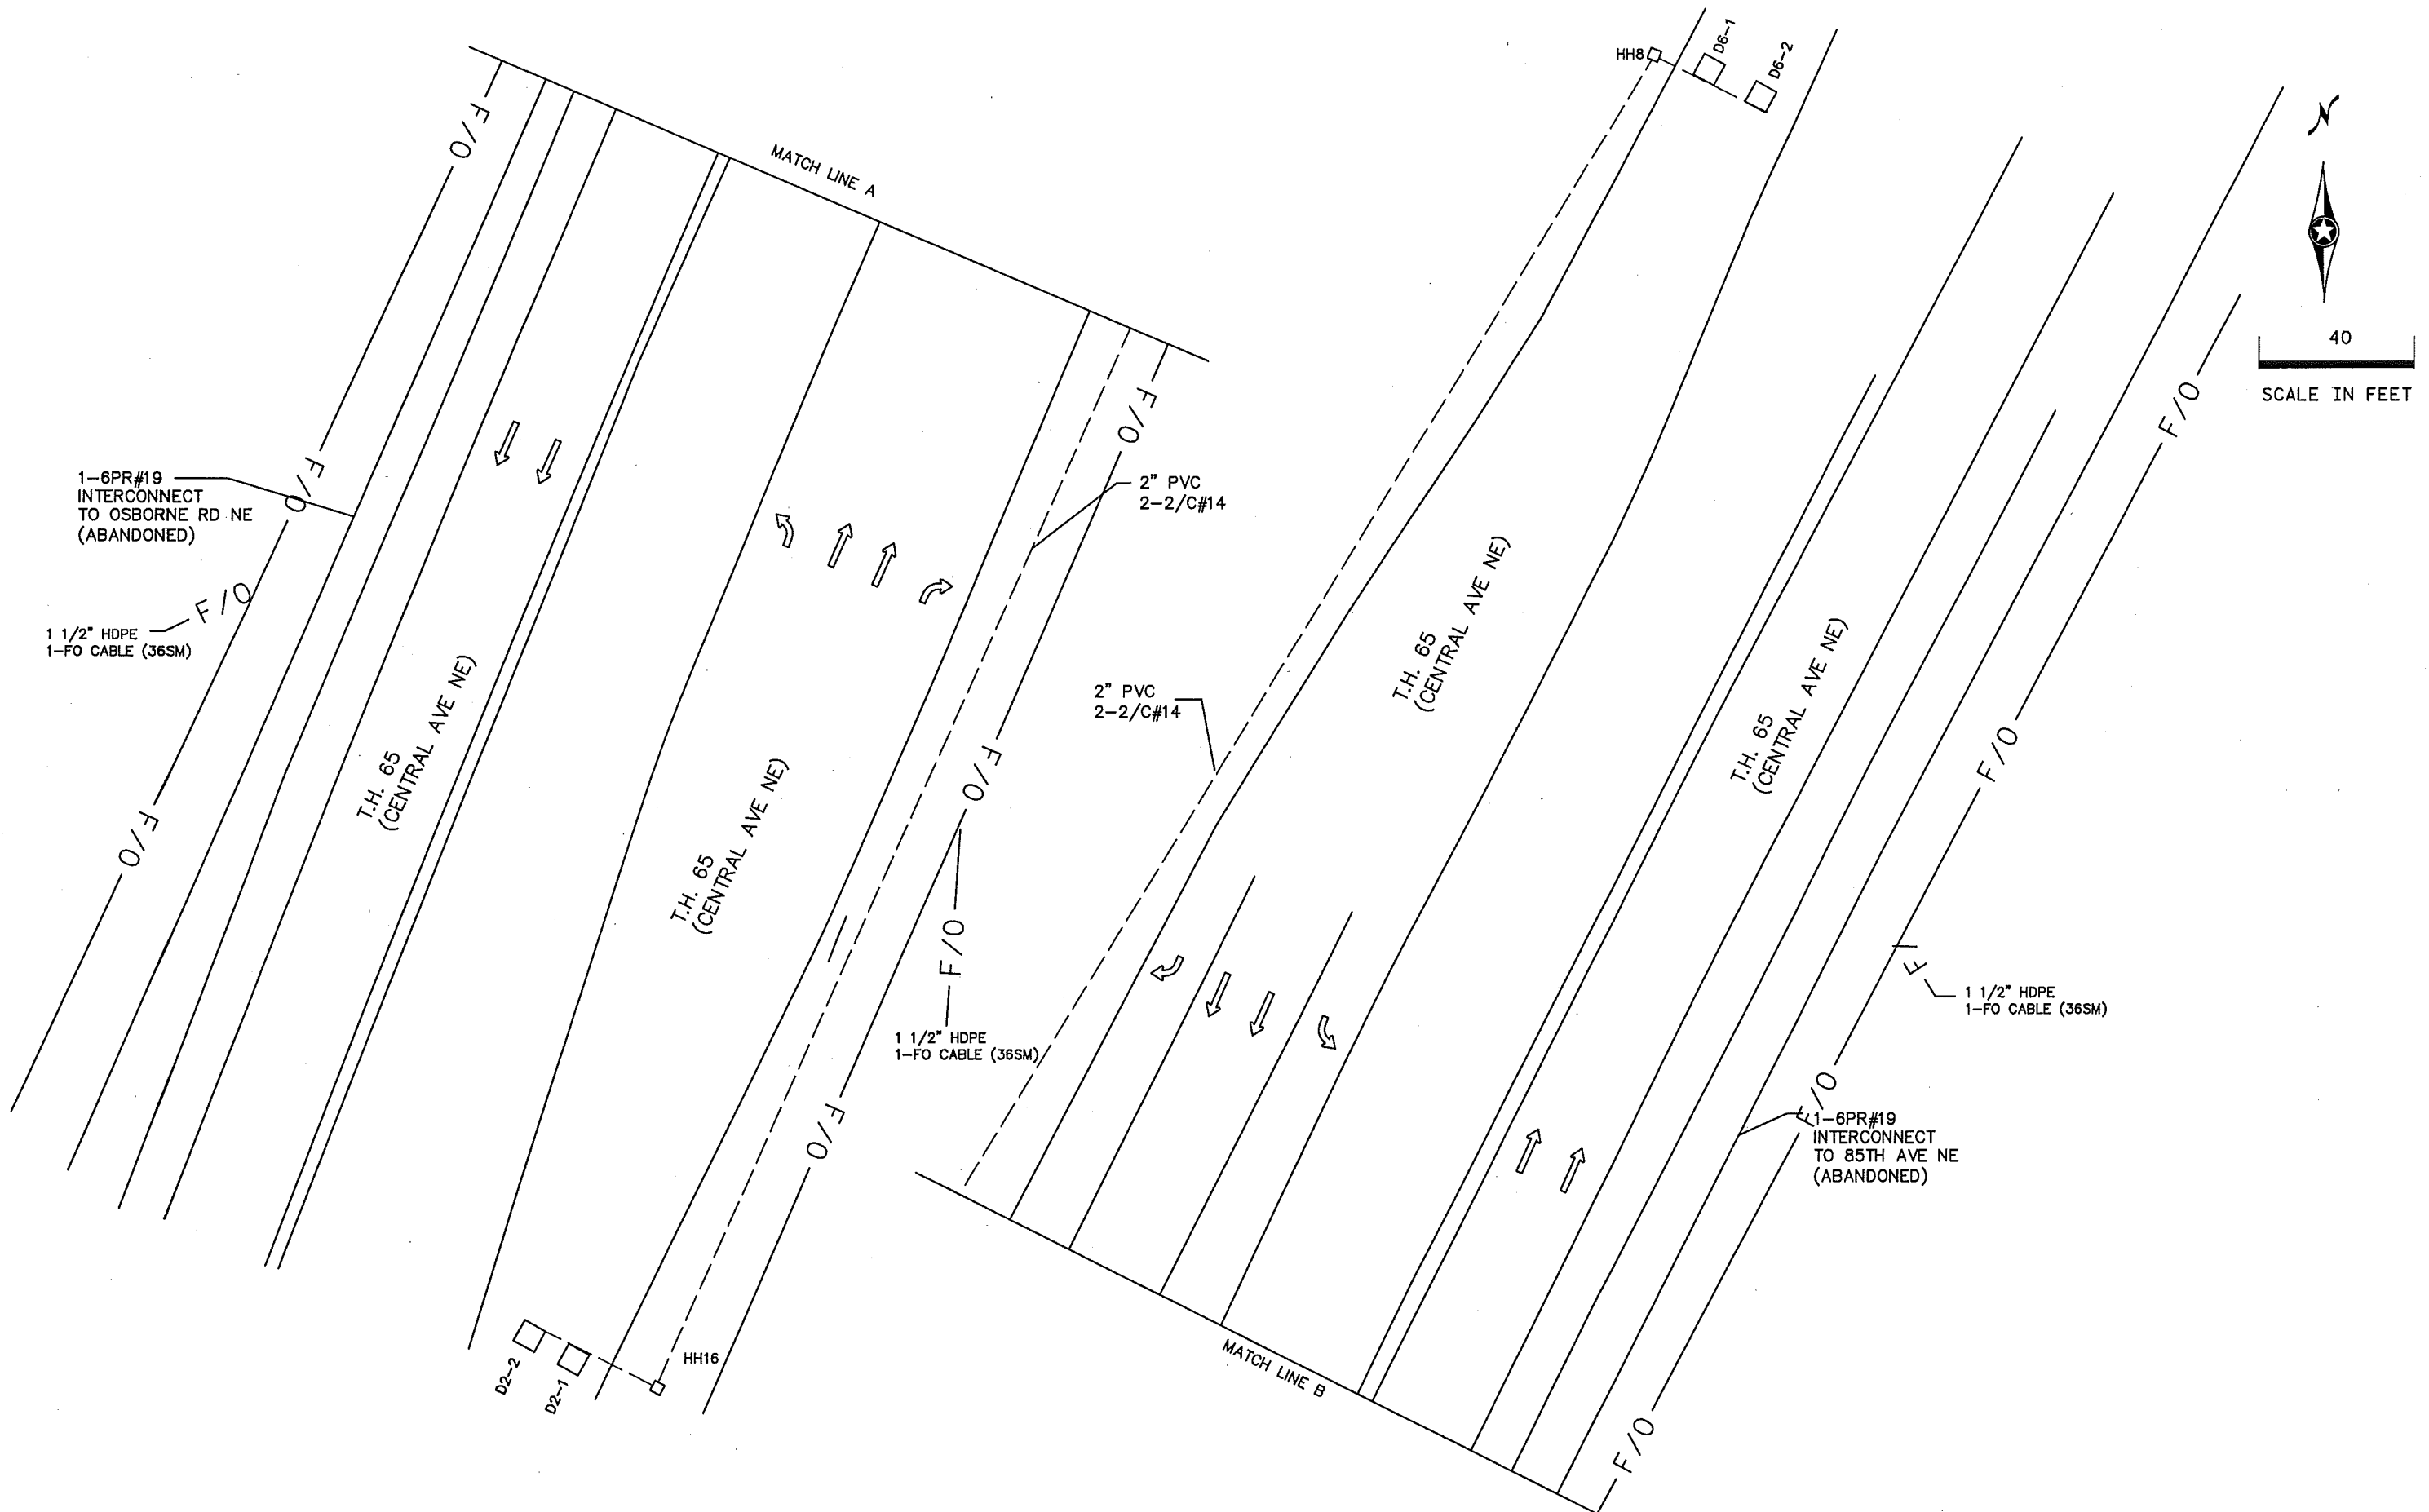 HH8
D6-1
D6-2
N
F/O
MATCH LINE A
40
SCALE IN FEET
F/O
F/O
F/O
1-6PR#19
INTERCONNECT
TO OSBORNE RD NE
(ABANDONED)
2" PVC
2-2/C#14
F/O
1 1/2" HDPE
1-FO CABLE (36SM)
T.H. 65
(CENTRAL AVE NE)
T.H. 65
(CENTRAL AVE NE)
2" PVC
2-2/C#14
T.H. 65
(CENTRAL AVE NE)
T.H. 65
(CENTRAL AVE NE)
F/O
F/O
F/O
F/O
F
1 1/2" HDPE
1-FO CABLE (36SM)
1 1/2" HDPE
1-FO CABLE (36SM)
F/O
F/O
1-6PR#19
INTERCONNECT
TO 85TH AVE NE
(ABANDONED)
HH16
D2-2
D2-1
MATCH LINE B
F/O